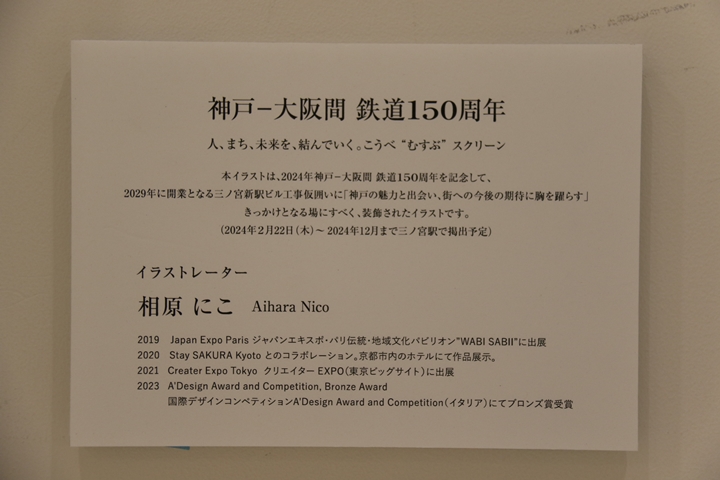 神戸−大阪間 鉄道150周年
人、まち、未来を、結んでいく。こうべ “むすぶ” スクリーン
本イラストは、2024年神戸−大阪間 鉄道150周年を記念して、
2029年に開業となる三ノ宮新駅ビル工事仮囲いに「神戸の魅力と出会い、街への今後の期待に胸を躍らす」
きっかけとなる場にすべく、装飾されたイラストです。
（2024年2月22日（木）〜 2024年12月まで三ノ宮駅で掲出予定）
イラストレーター
相原 にこ Aihara Nico
2019 Japan Expo Paris ジャパンエキスポ・パリ伝統・地域文化パビリオン"WABI SABII"に出展
2020 Stay SAKURA Kyoto とのコラボレーション。京都市内のホテルにて作品展示。
2021 Creater Expo Tokyo クリエイターEXPO（東京ビッグサイト）に出展
2023 A'Design Award and Competition, Bronze Award
国際デザインコンペティションA'Design Award and Competition（イタリア）にてブロンズ賞受賞